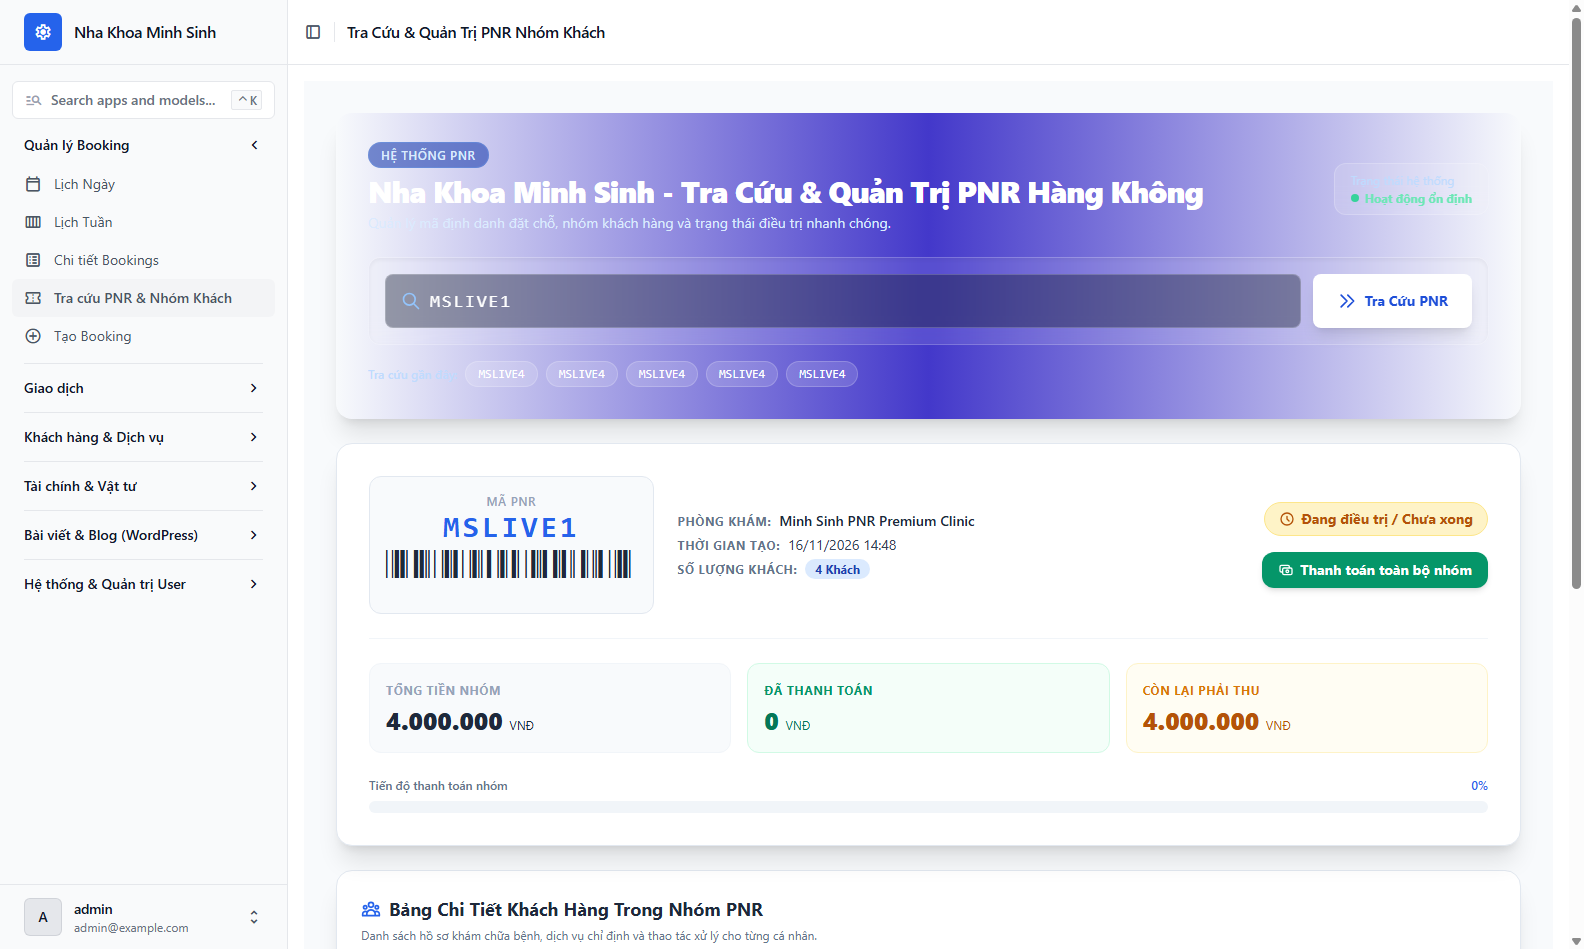 Nha Khoa Minh Sinh
Search apps and models...
^ K
Quản lý Booking
Lịch Ngày
Lịch Tuần
Chi tiết Bookings
Tra cứu PNR & Nhóm Khách
Tạo Booking
Giao dịch
Khách hàng & Dịch vụ
Tài chính & Vật tư
Bài viết & Blog (WordPress)
Hệ thống & Quản trị User
A
admin
admin@example.com
Tra Cứu & Quản Trị PNR Nhóm Khách
HỆ THỐNG PNR
Nha Khoa Minh Sinh - Tra Cứu & Quản Trị PNR Hàng Không
mã định danh đặt chỗ, nhóm khách hàng và trạng thái điều trị nhanh chóng.
hệ thống
Hoạt động ổn định
MSLIVE1
Tra Cứu PNR
Tra cứu gần
MSLIVE4
MSLIVE4
MSLIVE4
MSLIVE4
MSLIVE4
MÃ PNR
MSLIVE1
PHÒNG KHÁM: Minh Sinh PNR Premium Clinic
THỜI GIAN TẠO: 16/11/2026 14:48
SỐ LƯỢNG KHÁCH: 4 Khách
Đang điều trị / Chưa xong
Thanh toán toàn bộ nhóm
TỔNG TIỀN NHÓM
4.000.000 VNĐ
ĐÃ THANH TOÁN
0 VNĐ
CÒN LẠI PHẢI THU
4.000.000 VNĐ
Tiến độ thanh toán nhóm
0%
Bảng Chi Tiết Khách Hàng Trong Nhóm PNR
Danh sách hồ sơ khám chữa bệnh, dịch vụ chỉ định và thao tác xử lý cho từng cá nhân.